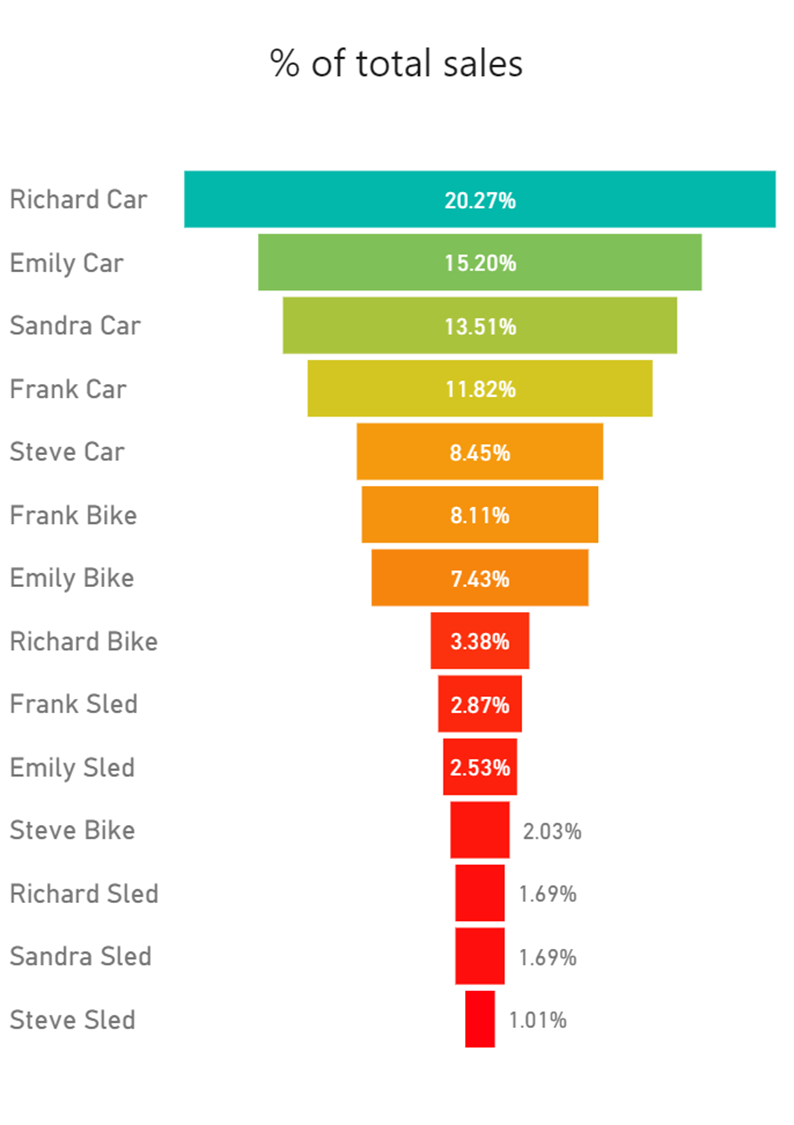 % of total sales
Richard Car 20.27%
Emily Car 15.20%
Sandra Car 13.51%
Frank Car 11.82%
Steve Car 8.45%
Frank Bike 8.11%
Emily Bike 7.43%
Richard Bike 3.38%
Frank Sled 2.87%
Emily Sled 2.53%
Steve Bike 2.03%
Richard Sled 1.69%
Sandra Sled 1.69%
Steve Sled 1.01%